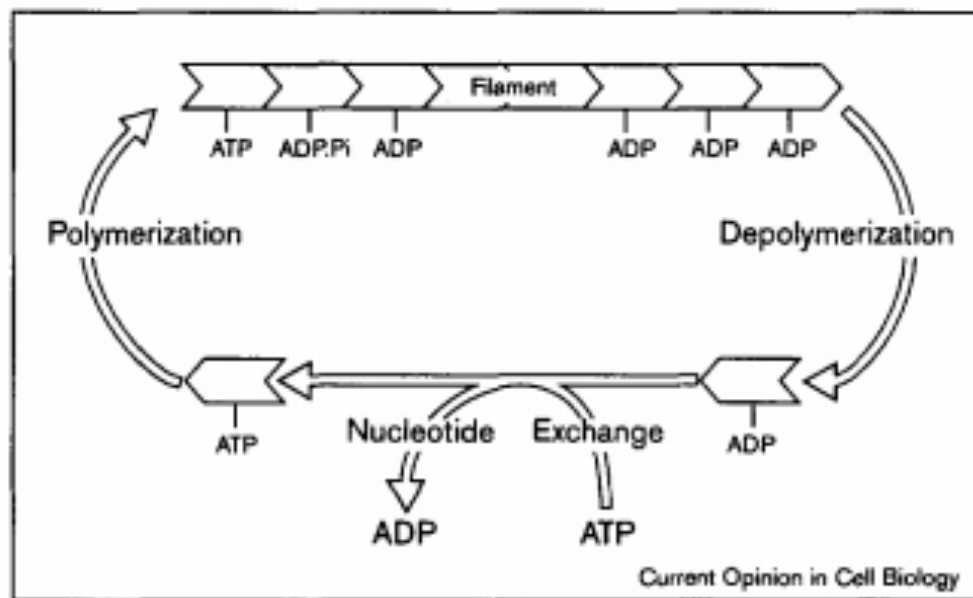 Filament
ATP ADP.Pi ADP ADP ADP ADP
Polymerization Depolymerization
ATP Nucleotide Exchange ADP
ADP ATP
Current Opinion in Cell Biology